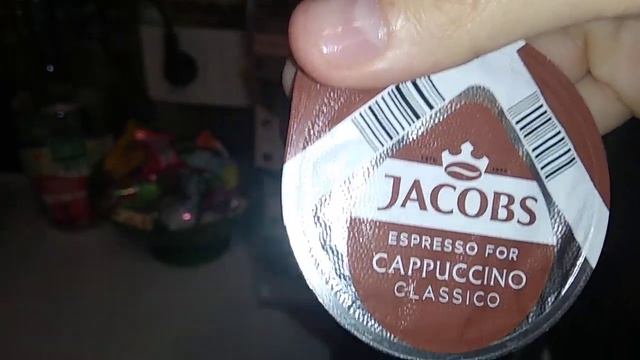 JACOBS
ESPRESSO FOR
CAPPUCCINO
CLASSICO